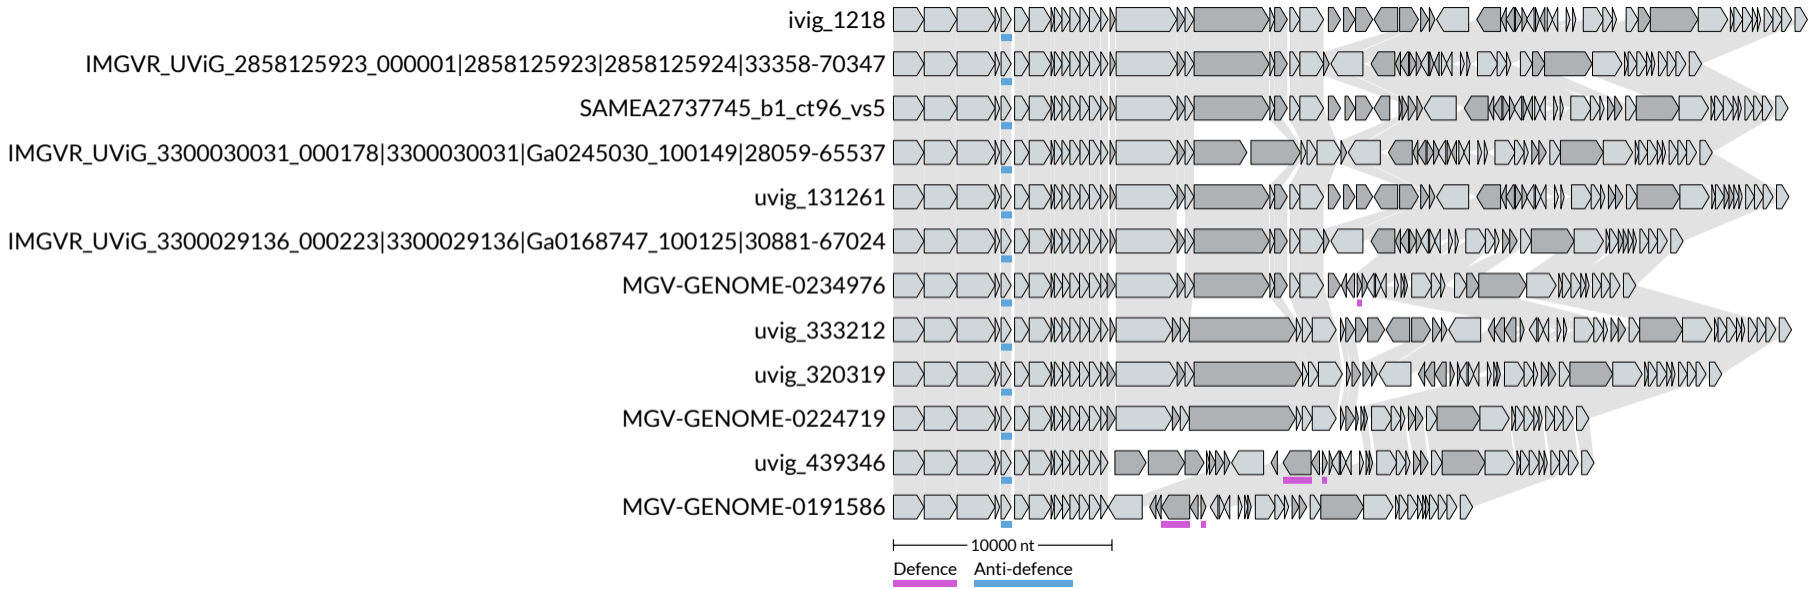 ivig_1218
IMGVR_UViG_2858125923_000001|2858125923|2858125924|33358-70347
SAMEA2737745_b1_ct96_vs5
IMGVR_UViG_3300030031_000178|3300030031|Ga0245030_100149|28059-65537
uvig_131261
IMGVR_UViG_3300029136_000223|3300029136|Ga0168747_100125|30881-67024
MGV-GENOME-0234976
uvig_333212
uvig_320319
MGV-GENOME-0224719
uvig_439346
MGV-GENOME-0191586
10000 nt
Defence Anti-defence